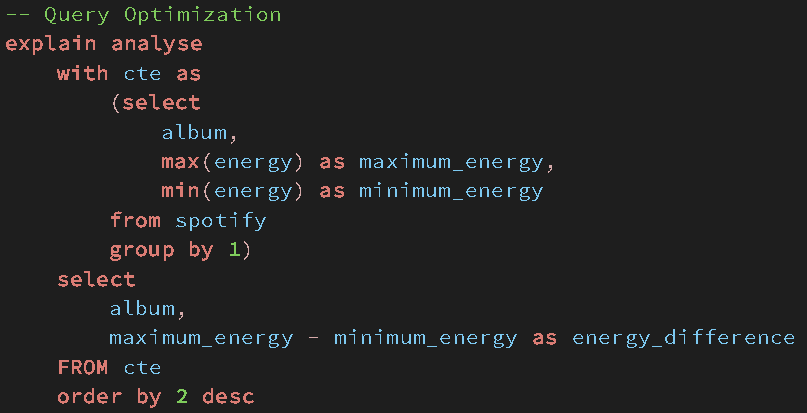 -- Query Optimization
explain analyse
    with cte as
        (select
            album,
            max(energy) as maximum_energy,
            min(energy) as minimum_energy
        from spotify
        group by 1)
    select
        album,
        maximum_energy - minimum_energy as energy_difference
    FROM cte
    order by 2 desc